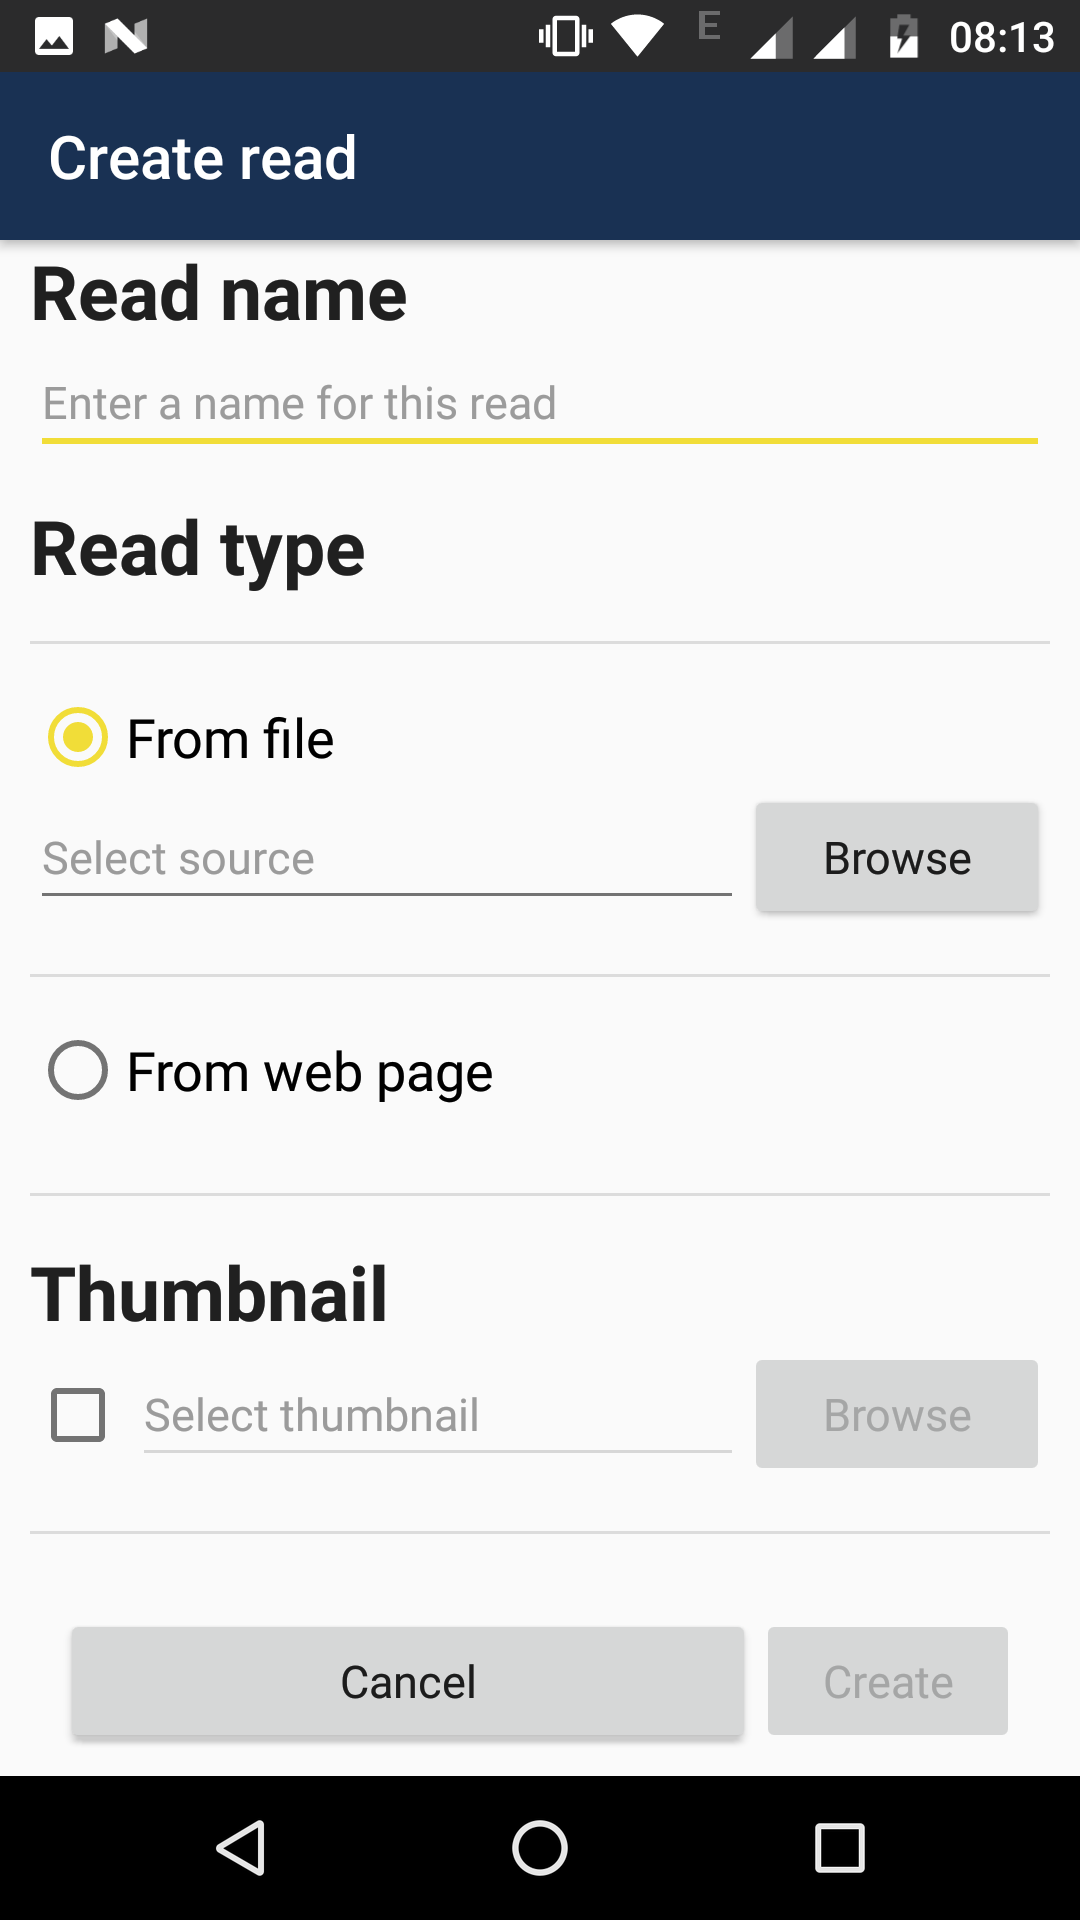 E 08:13
Create read
Read name
Enter a name for this read
Read type
From file
Select source Browse
From web page
Thumbnail
Select thumbnail Browse
Cancel Create